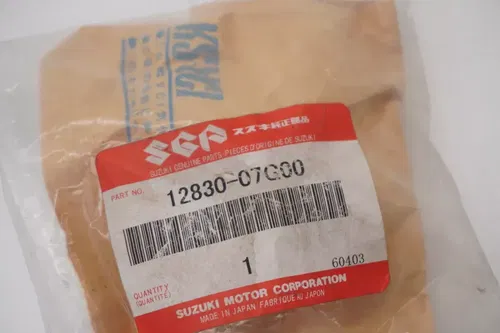 SGP スズキ純正部品
SUZUKI GENUINE PARTS-PIECES D'ORIGINE DE SUZUKI
PART NO. 12830-07G00
QUANTITY
(QUANTITÉ)
1
60403
SUZUKI MOTOR CORPORATION
MADE IN JAPAN FABRIQUE AU JAPON